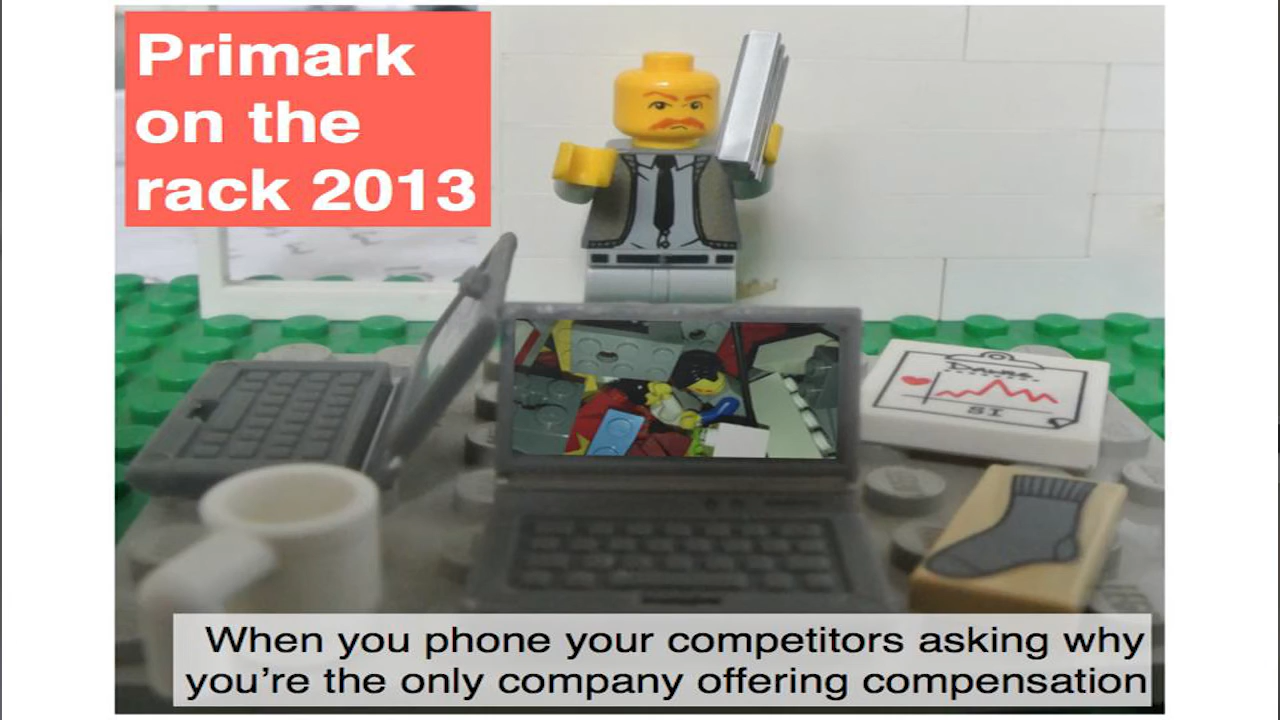 Primark
on the
rack 2013
SI
When you phone your competitors asking why
you’re the only company offering compensation